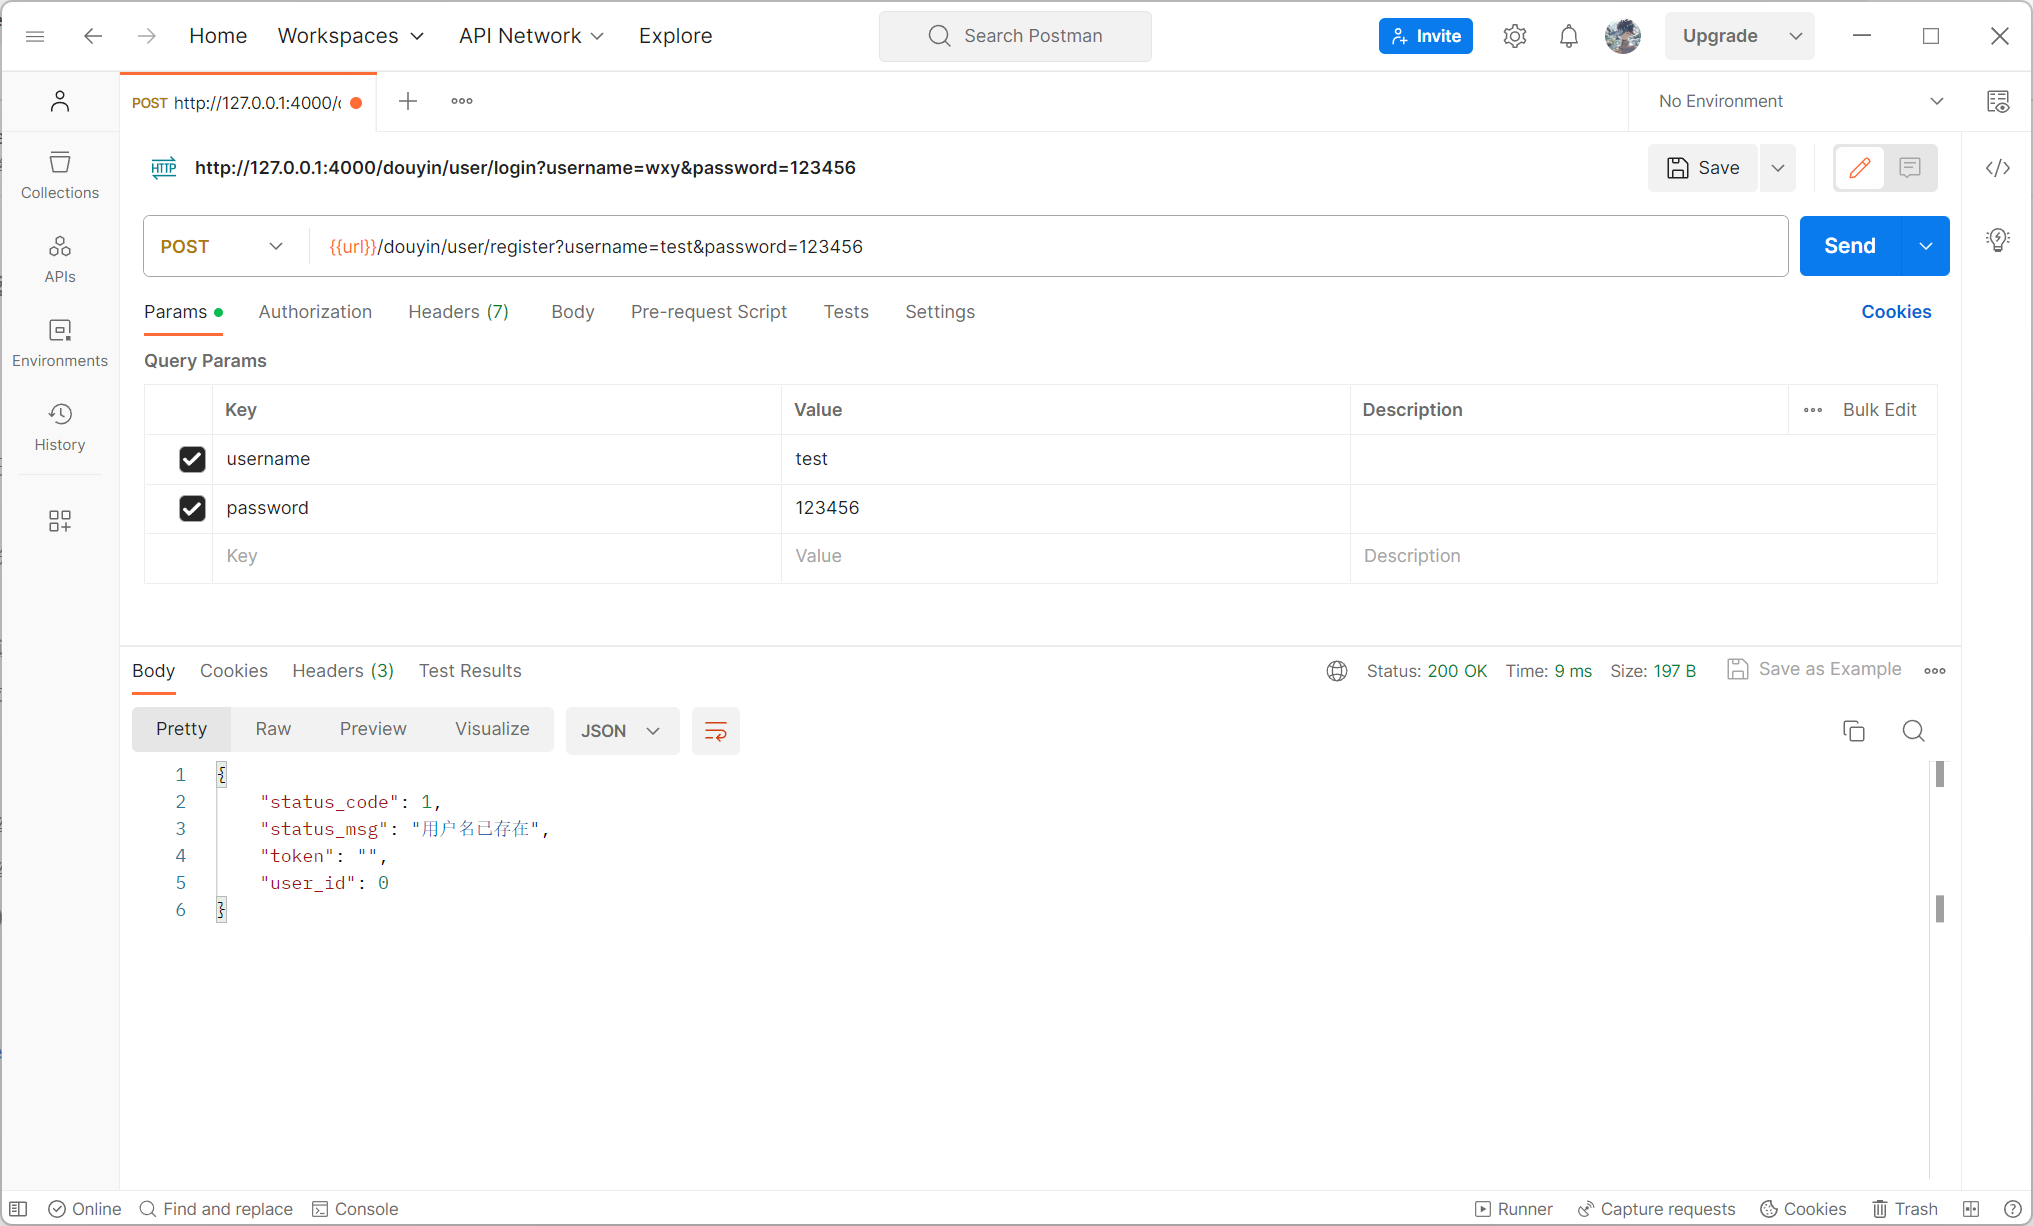 Home Workspaces API Network Explore Search Postman Invite Upgrade
POST http://127.0.0.1:4000/ No Environment
HTTP http://127.0.0.1:4000/douyin/user/login?username=wxy&password=123456 Save
Collections
APIs
Environments
History
POST {{url}}/douyin/user/register?username=test&password=123456 Send
Params Authorization Headers (7) Body Pre-request Script Tests Settings Cookies
Query Params
Key Value Description Bulk Edit
username test
password 123456
Key Value Description
Body Cookies Headers (3) Test Results Status: 200 OK Time: 9 ms Size: 197 B Save as Example
Pretty Raw Preview Visualize JSON
1 {
2 "status_code": 1,
3 "status_msg": "用户名已存在",
4 "token": "",
5 "user_id": 0
6 }
Online Find and replace Console Runner Capture requests Cookies Trash